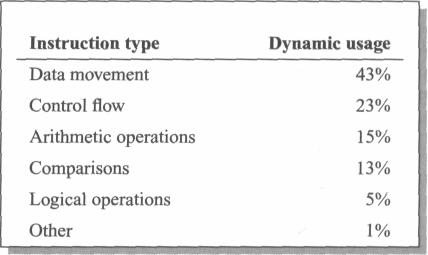 Instruction type Dynamic usage
Data movement 43%
Control flow 23%
Arithmetic operations 15%
Comparisons 13%
Logical operations 5%
Other 1%